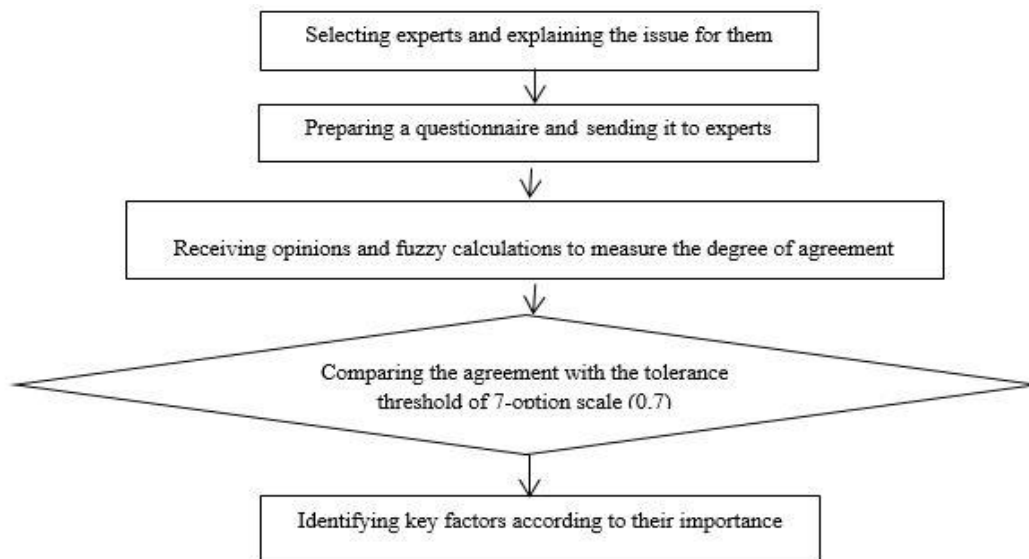 Selecting experts and explaining the issue for them
Preparing a questionnaire and sending it to experts
Receiving opinions and fuzzy calculations to measure the degree of agreement
Comparing the agreement with the tolerance
threshold of 7-option scale (0.7)
Identifying key factors according to their importance